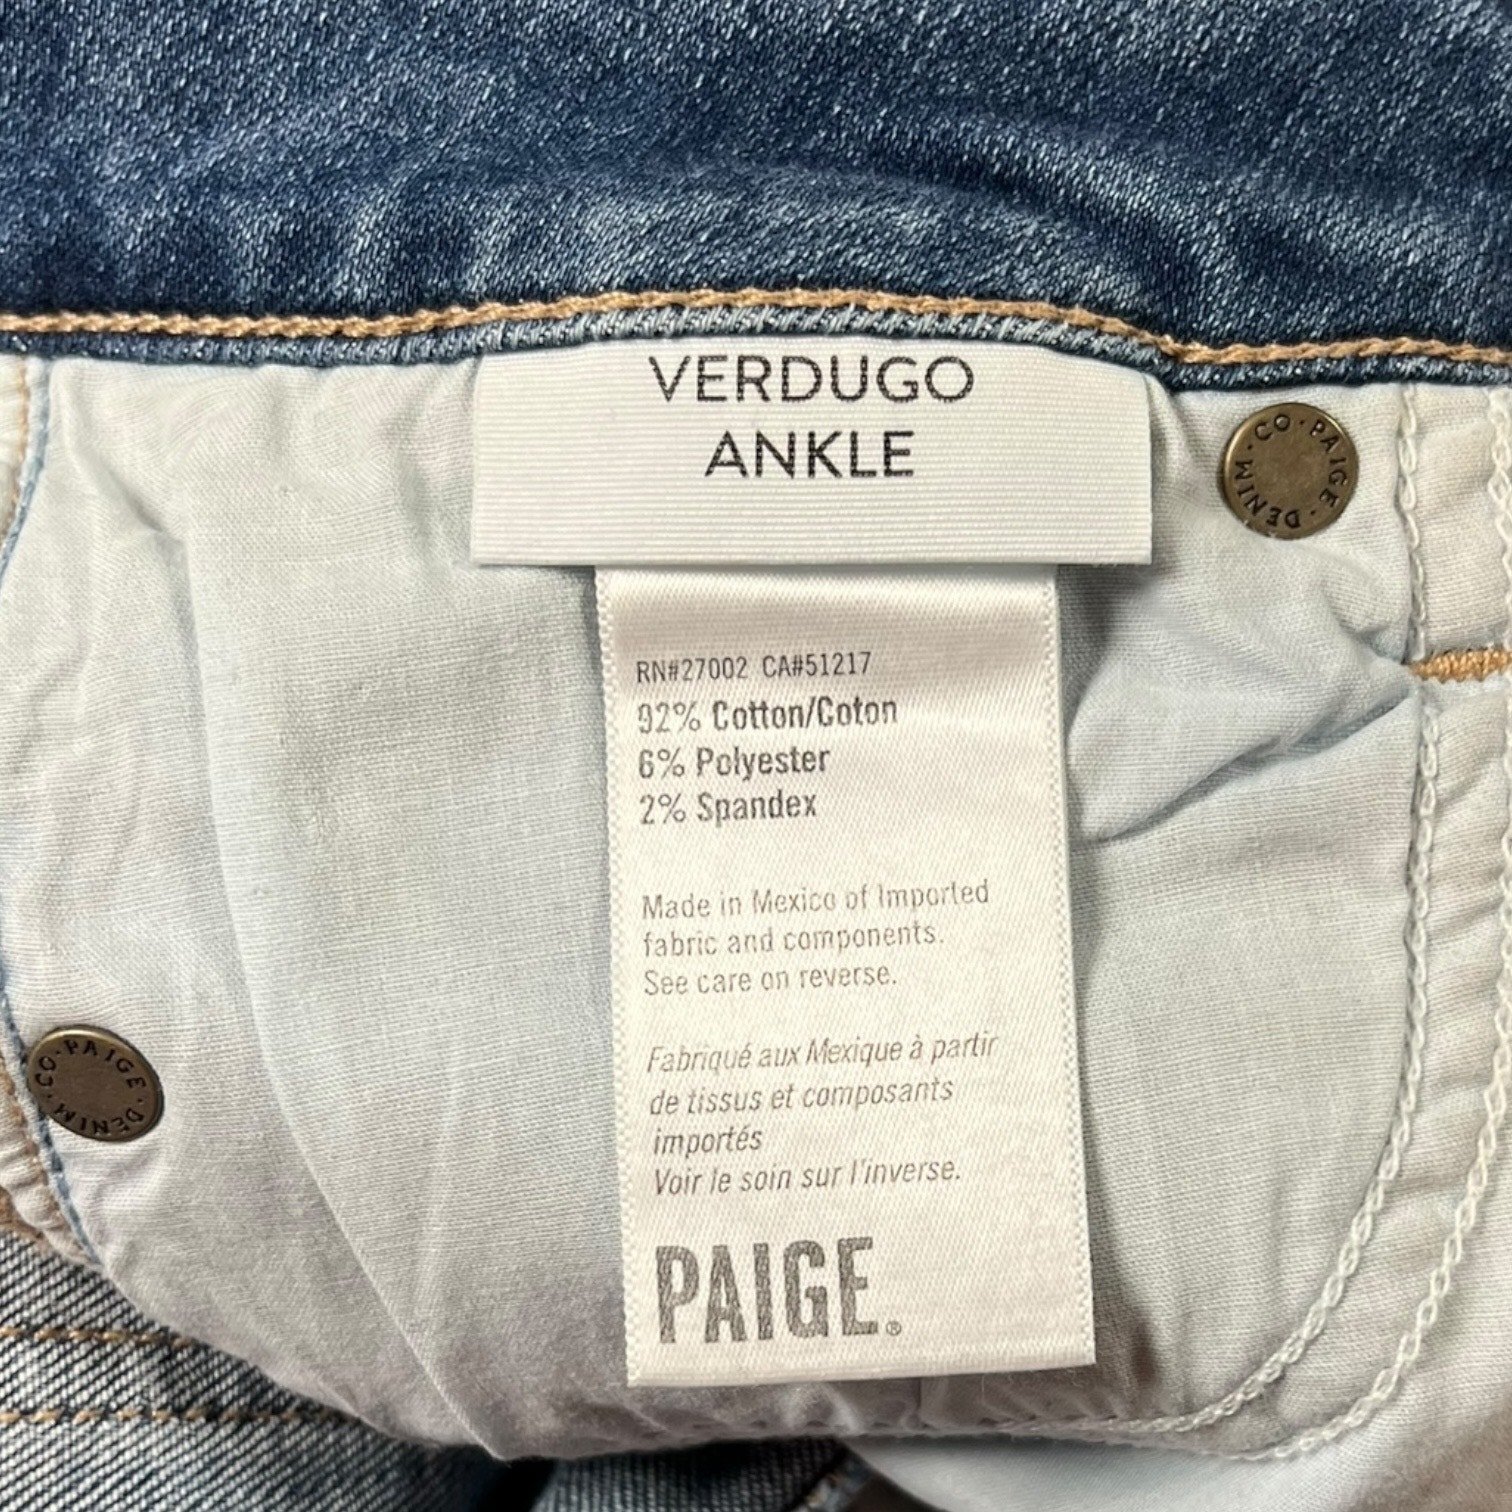 VERDUGO
ANKLE
CO · PAIGE · DENIM ·
RN#27002 CA#51217
92% Cotton/Coton
6% Polyester
2% Spandex
Made in Mexico of Imported
fabric and components.
See care on reverse.
Fabriqué aux Mexique à partir
de tissus et composants
importés
Voir le soin sur l'inverse.
PAIGE.®
CO · PAIGE · DENIM ·